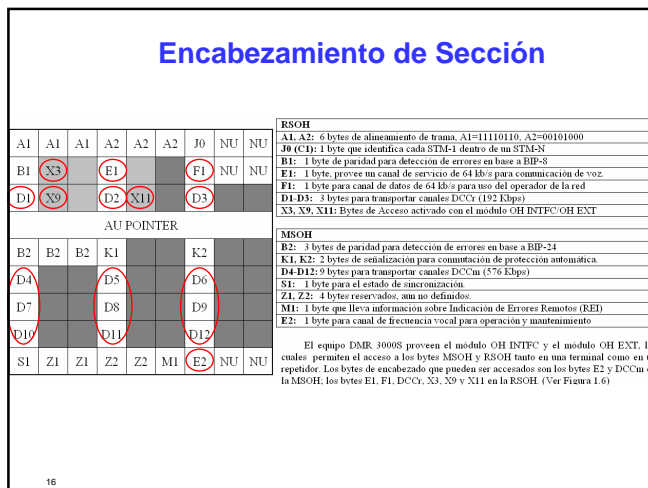 Encabezamiento de Sección
A1 A1 A1 A2 A2 A2 J0 NU NU
B1 X3 E1 F1 NU NU
D1 X9 D2 X11 D3
AU POINTER
B2 B2 B2 K1 K2
D4 D5 D6
D7 D8 D9
D10 D11 D12
S1 Z1 Z1 Z2 Z2 M1 E2 NU NU
RSOH
A1, A2: 6 bytes de alineamiento de trama, A1=11110110, A2=00101000
J0 (C1): 1 byte que identifica cada STM-1 dentro de un STM-N
B1: 1 byte de paridad para detección de errores en base a BIP-8
E1: 1 byte, provee un canal de servicio de 64 kb/s para comunicación de voz.
F1: 1 byte para canal de datos de 64 kb/s para uso del operador de la red
D1-D3: 3 bytes para transportar canales DCCr (192 Kbps)
X3, X9, X11: Bytes de Acceso activado con el módulo OH INTFC/OH EXT
MSOH
B2: 3 bytes de paridad para detección de errores en base a BIP-24
K1, K2: 2 bytes de señalización para conmutación de protección automática.
D4-D12: 9 bytes para transportar canales DCCm (576 Kbps)
S1: 1 byte para el estado de sincronización.
Z1, Z2: 4 bytes reservados, aun no definidos.
M1: 1 byte que lleva información sobre Indicación de Errores Remotos (REI)
E2: 1 byte para canal de frecuencia vocal para operación y mantenimiento
El equipo DMR 3000S proveen el módulo OH INTFC y el módulo OH EXT, l
cuales permiten el acceso a los bytes MSOH y RSOH tanto en una terminal como en u
repetidor. Los bytes de encabezado que pueden ser accesados son los bytes E2 y DCCm
la MSOH; los bytes E1, F1, DCCr, X3, X9 y X11 en la RSOH. (Ver Figura 1.6)
16